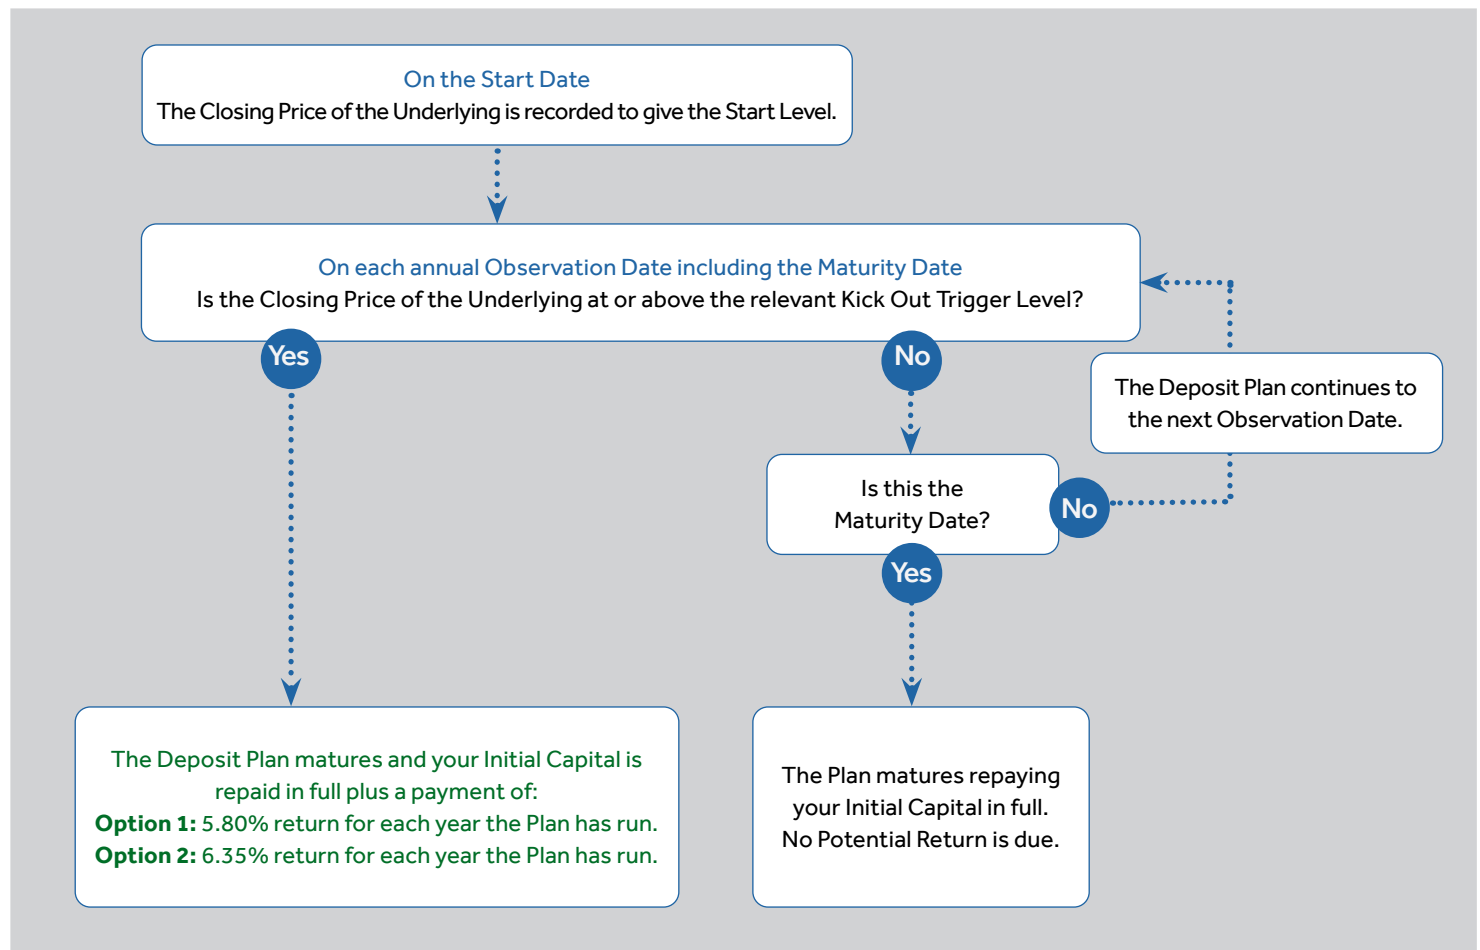 On the Start Date
The Closing Price of the Underlying is recorded to give the Start Level.
On each annual Observation Date including the Maturity Date
Is the Closing Price of the Underlying at or above the relevant Kick Out Trigger Level?
Yes
No
The Deposit Plan continues to
the next Observation Date.
Is this the
Maturity Date?
No
Yes
The Deposit Plan matures and your Initial Capital is
repaid in full plus a payment of:
Option 1: 5.80% return for each year the Plan has run.
Option 2: 6.35% return for each year the Plan has run.
The Plan matures repaying
your Initial Capital in full.
No Potential Return is due.